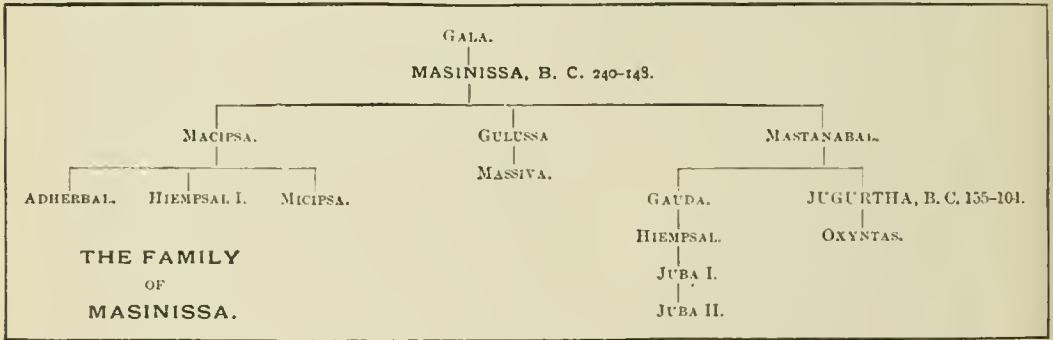 GALA.
MASINISSA, B. C. 240-148.
MACIPSA. GULUSSA MASTANABAL.
MASSIVA.
ADHERBAL. HIEMPSAL I. MICIPSA. GAUDA. JUGURTHA, B. C. 155-104.
HIEMPSAL. OXYNTAS.
THE FAMILY
OF
MASINISSA.
JUBA I.
JUBA II.